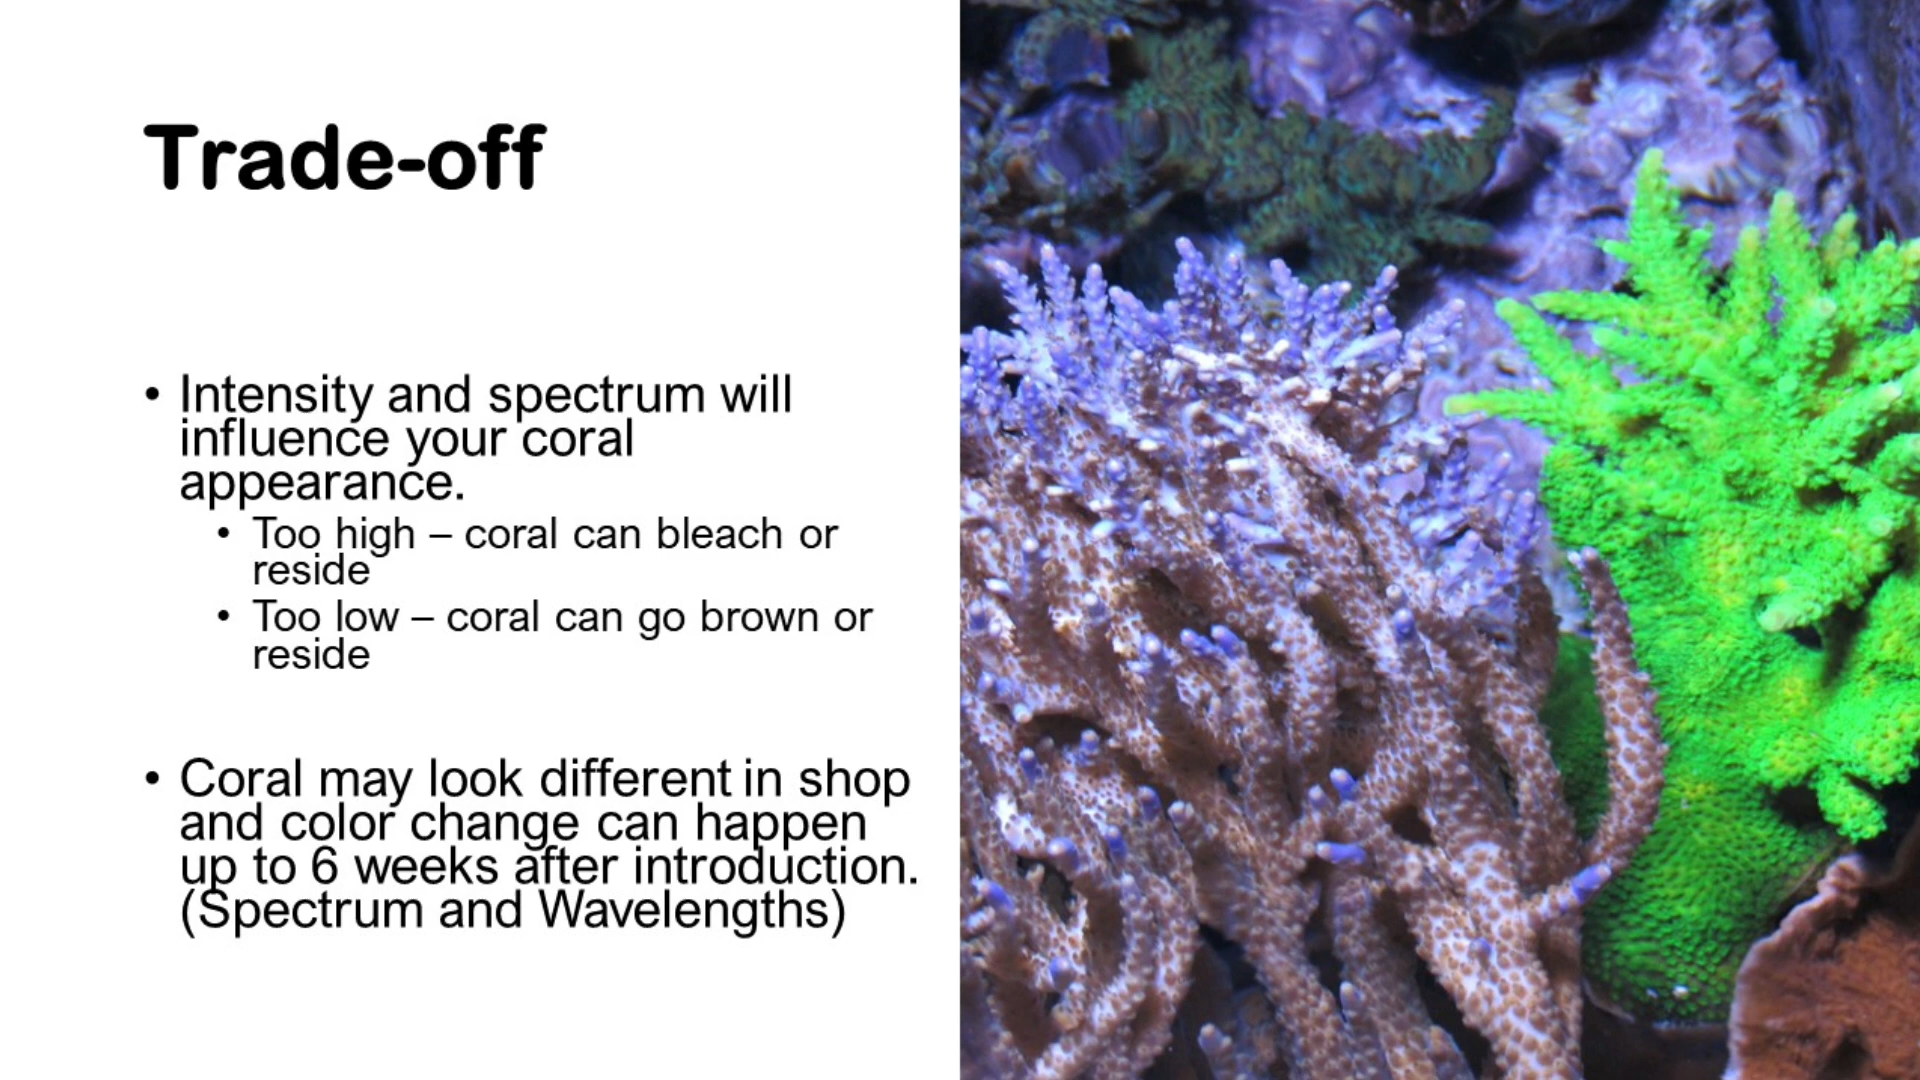 Trade-off
• Intensity and spectrum will
influence your coral
appearance.
• Too high – coral can bleach or
reside
• Too low – coral can go brown or
reside
• Coral may look different in shop
and color change can happen
up to 6 weeks after introduction.
(Spectrum and Wavelengths)